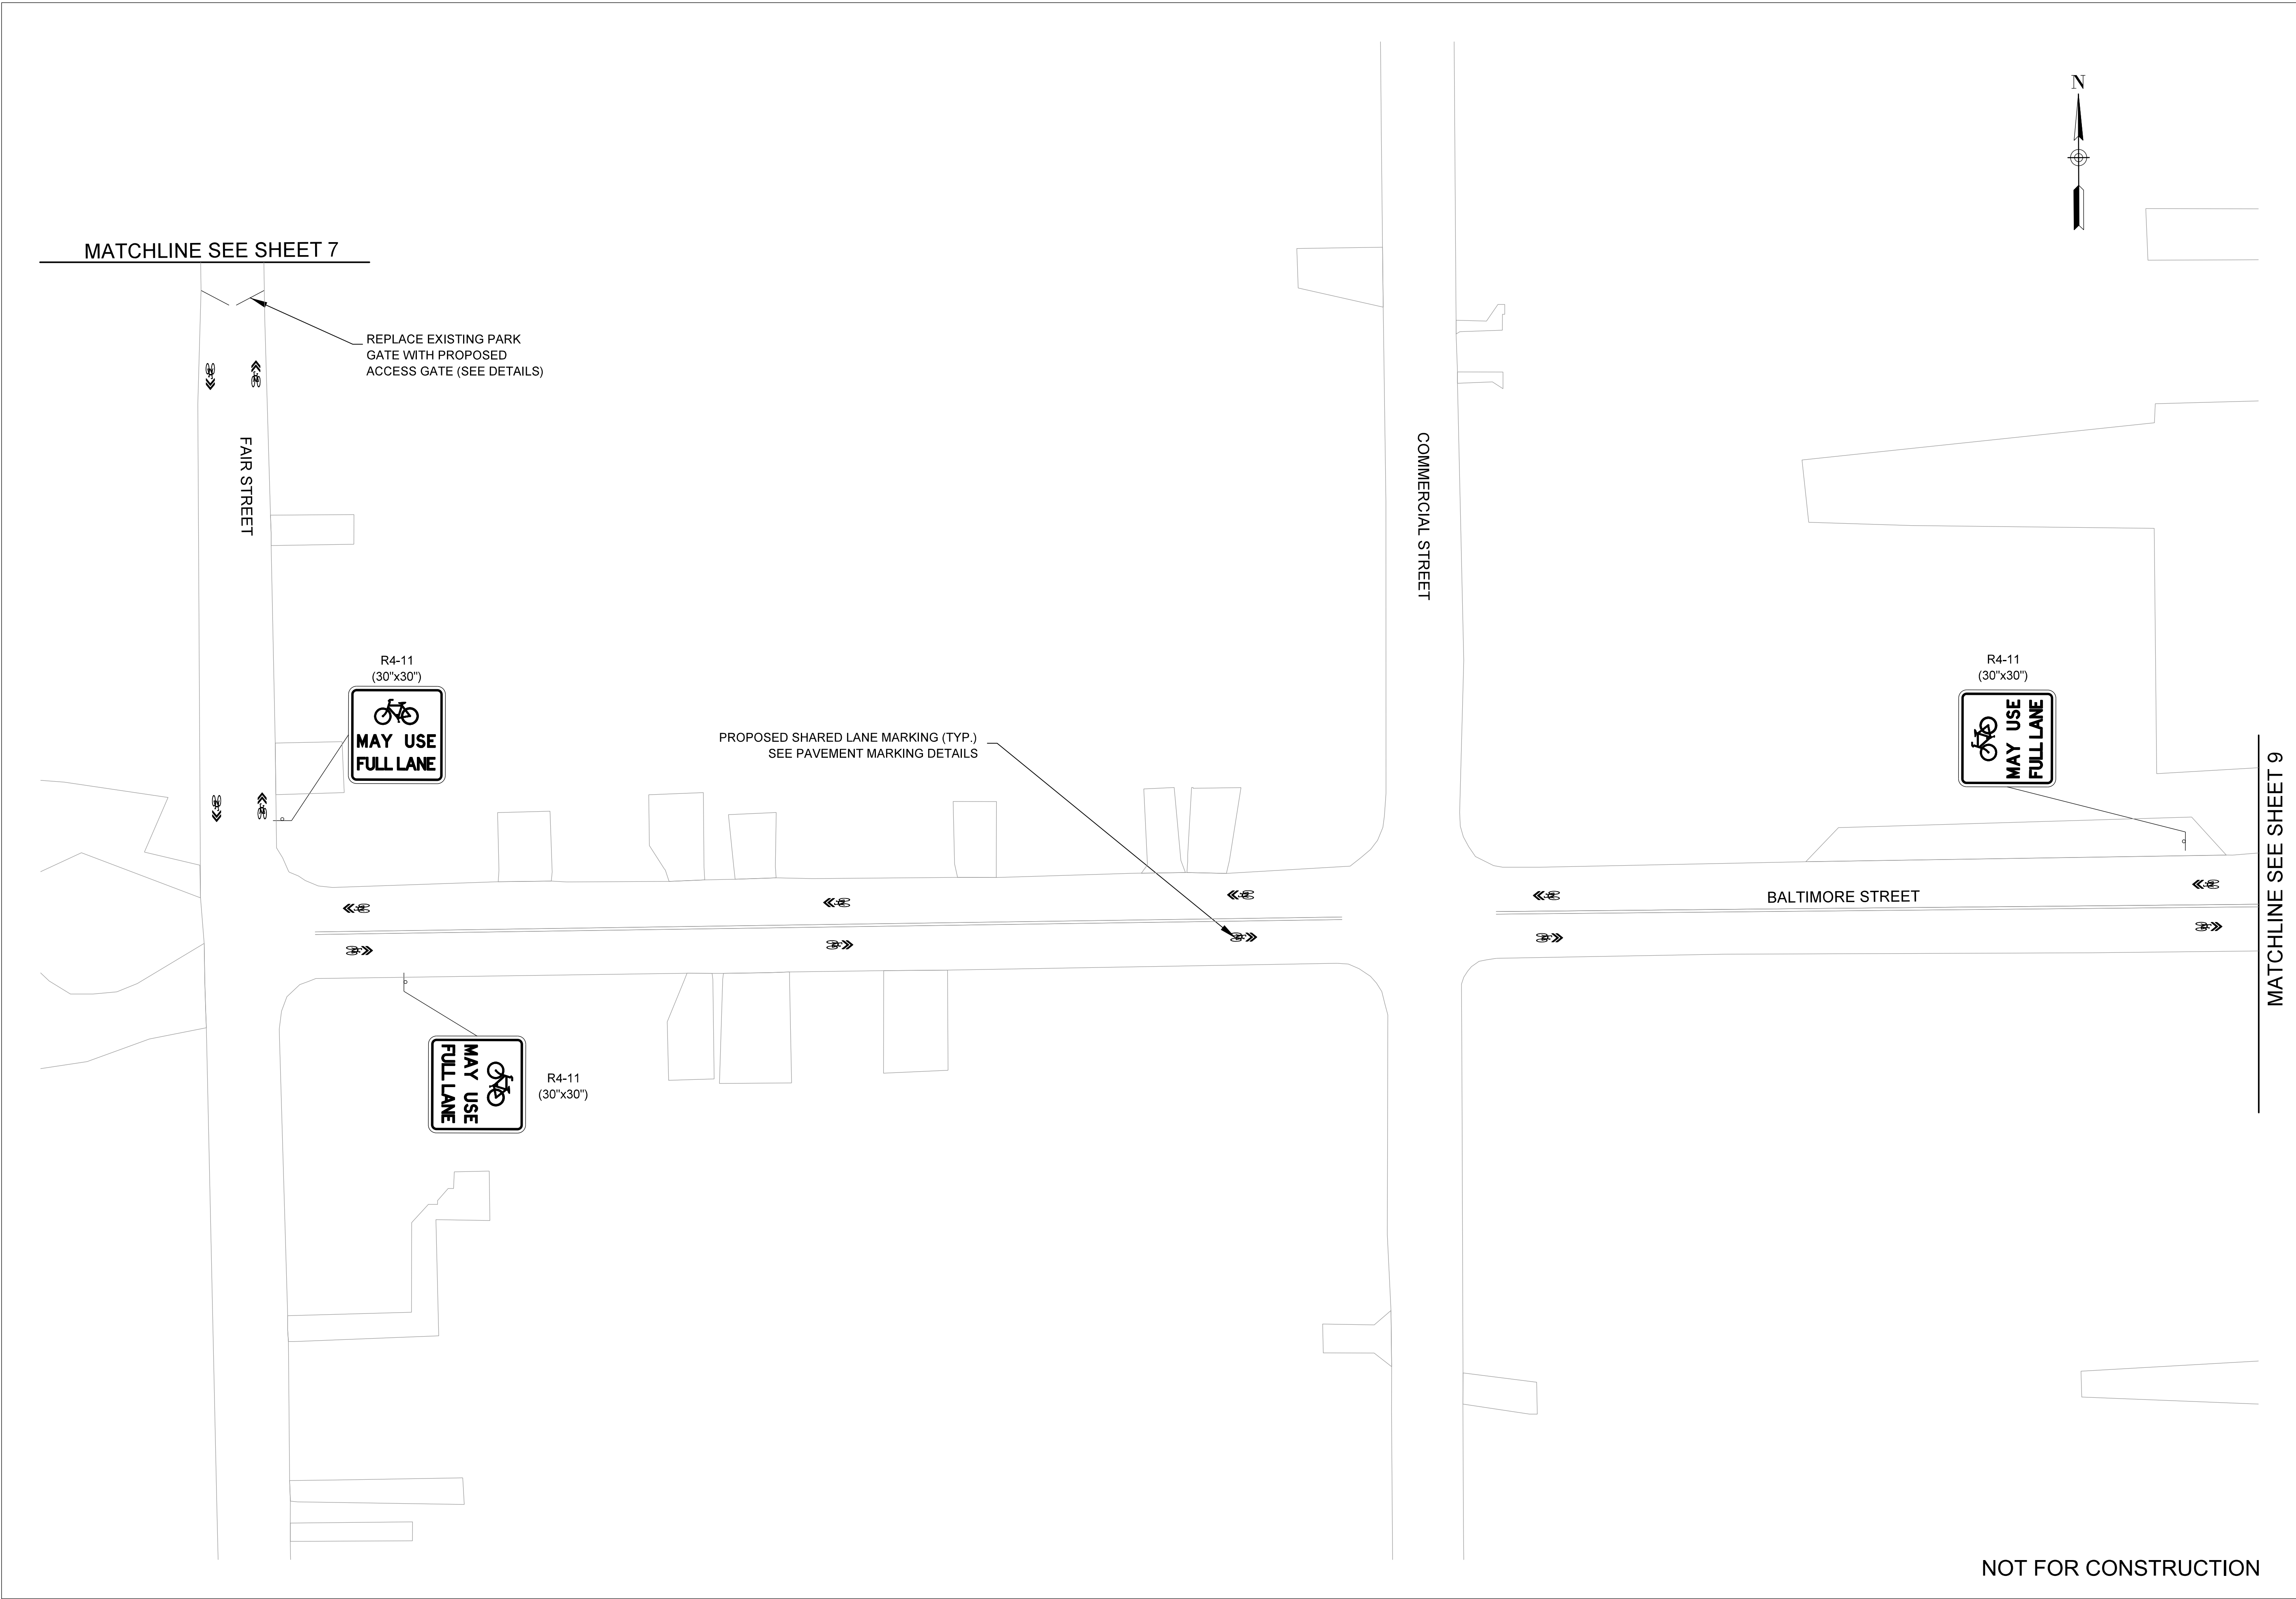 N
MATCHLINE SEE SHEET 7
REPLACE EXISTING PARK
GATE WITH PROPOSED
ACCESS GATE (SEE DETAILS)
FAIR STREET
COMMERCIAL STREET
R4-11
(30"x30")
MAY USE
FULL LANE
PROPOSED SHARED LANE MARKING (TYP.)
SEE PAVEMENT MARKING DETAILS
R4-11
(30"x30")
MAY USE
FULL LANE
MATCHLINE SEE SHEET 9
BALTIMORE STREET
MAY USE
FULL LANE
R4-11
(30"x30")
NOT FOR CONSTRUCTION